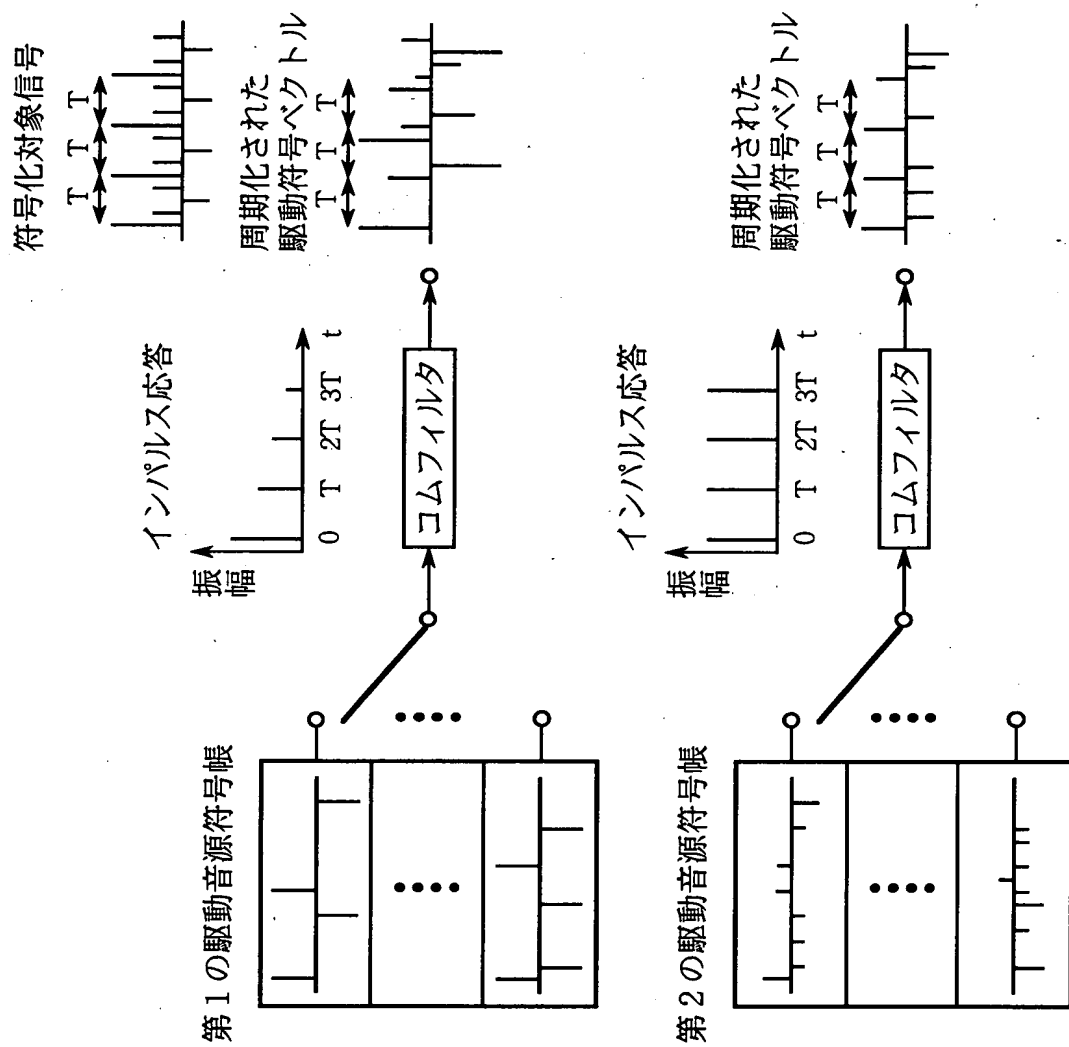 符号化対象信号
T T T
第1の駆動音源符号帳
振幅
インパルス応答
0 T 2T 3T t
コムフィルタ
周期化された
駆動符号ベクトル
T T T
第2の駆動音源符号帳
振幅
インパルス応答
0 T 2T 3T t
コムフィルタ
周期化された
駆動符号ベクトル
T T T